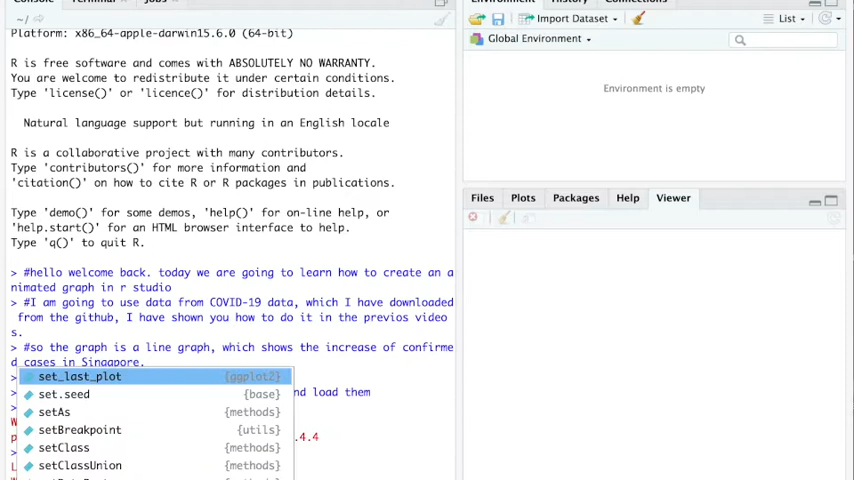 Console Terminal Jobs
~/
Platform: x86_64-apple-darwin15.6.0 (64-bit)
R is free software and comes with ABSOLUTELY NO WARRANTY.
You are welcome to redistribute it under certain conditions.
Type 'license()' or 'licence()' for distribution details.
Natural language support but running in an English locale
R is a collaborative project with many contributors.
Type 'contributors()' for more information and
'citation()' on how to cite R or R packages in publications.
Type 'demo()' for some demos, 'help()' for on-line help, or
'help.start()' for an HTML browser interface to help.
Type 'q()' to quit R.
> #hello welcome back. today we are going to learn how to create an a
nimated graph in r studio
> #I am going to use data from COVID-19 data, which I have downloaded
from the github, I have shown you how to do it in the previos video
s.
> #so the graph is a line graph, which shows the increase of confirme
d cases in Singapore.
>
> nd load them
>
W
p .4.4
>
L
set_last_plot {ggplot2}
set.seed {base}
setAs {methods}
setBreakpoint {utils}
setClass {methods}
setClassUnion {methods}
Environment History Connections
Import Dataset List
Global Environment
Environment is empty
Files Plots Packages Help Viewer